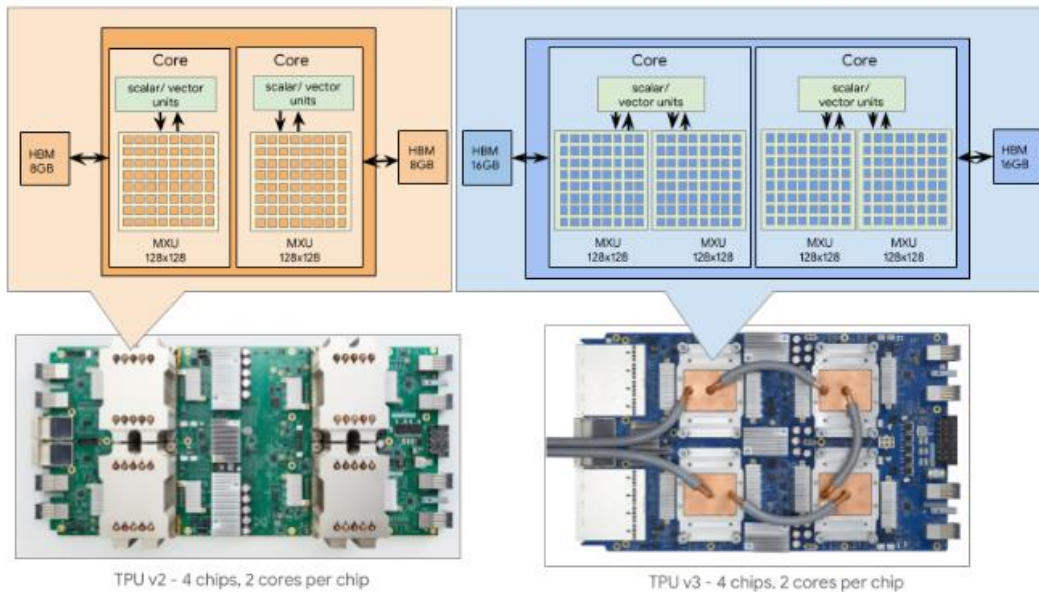 Core
Core
scalar/ vector
units
scalar/ vector
units
HBM
8GB
HBM
8GB
MXU
128x128
MXU
128x128
Core
Core
scalar/
vector units
scalar/
vector units
HBM
16GB
HBM
16GB
MXU
128x128
MXU
128x128
MXU
128x128
MXU
128x128
TPU v2 - 4 chips, 2 cores per chip
TPU v3 - 4 chips, 2 cores per chip